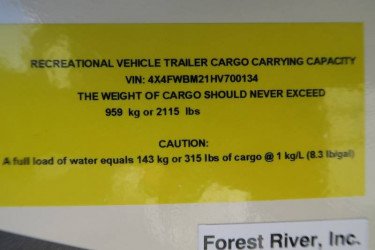 RECREATIONAL VEHICLE TRAILER CARGO CARRYING CAPACITY
VIN: 4X4FWBM21HV700134
THE WEIGHT OF CARGO SHOULD NEVER EXCEED
959 kg or 2115 lbs
CAUTION:
A full load of water equals 143 kg or 315 lbs of cargo @ 1 kg/L (8.3 lb/gal)
Forest River, Inc.